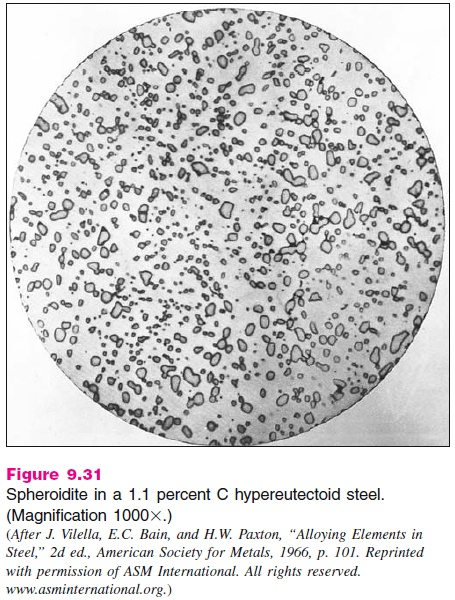 Figure 9.31
Spheroidite in a 1.1 percent C hypereutectoid steel.
(Magnification 1000×.)
(After J. Vilella, E.C. Bain, and H.W. Paxton, “Alloying Elements in
Steel,” 2d ed., American Society for Metals, 1966, p. 101. Reprinted
with permission of ASM International. All rights reserved.
www.asminternational.org.)